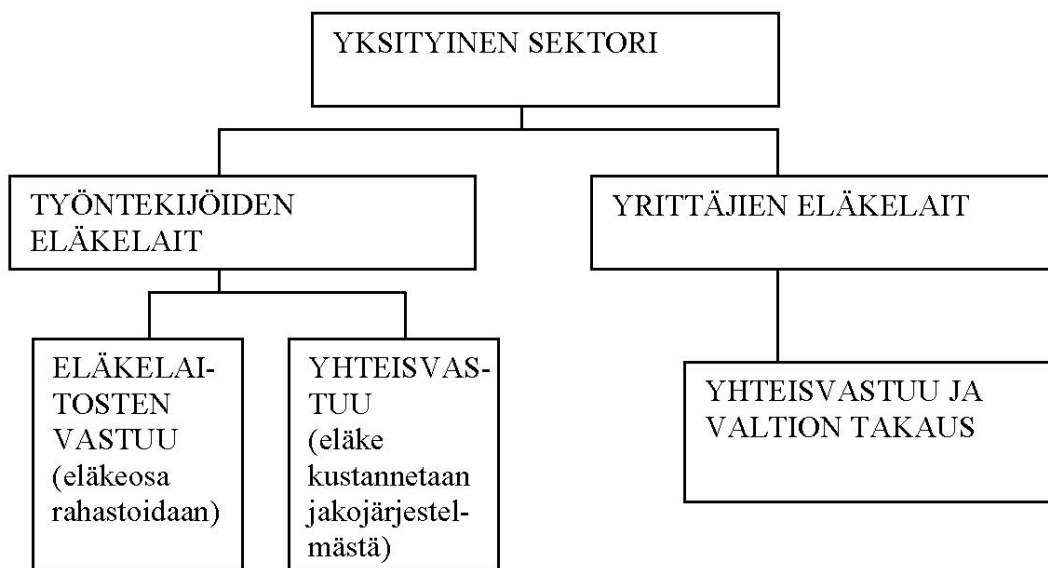 YKSITYINEN SEKTORI
TYÖNTEKIJÖIDEN
ELÄKELAIT
YRITTÄJIEN ELÄKELAIT
ELÄKELAI-
TOSTEN
VASTUU
(eläkeosa
rahastoidaan)
YHTEISVAS-
TUU
(eläke
kustannetaan
jakojärjestel-
mästä)
YHTEISVASTUU JA
VALTION TAKAUS